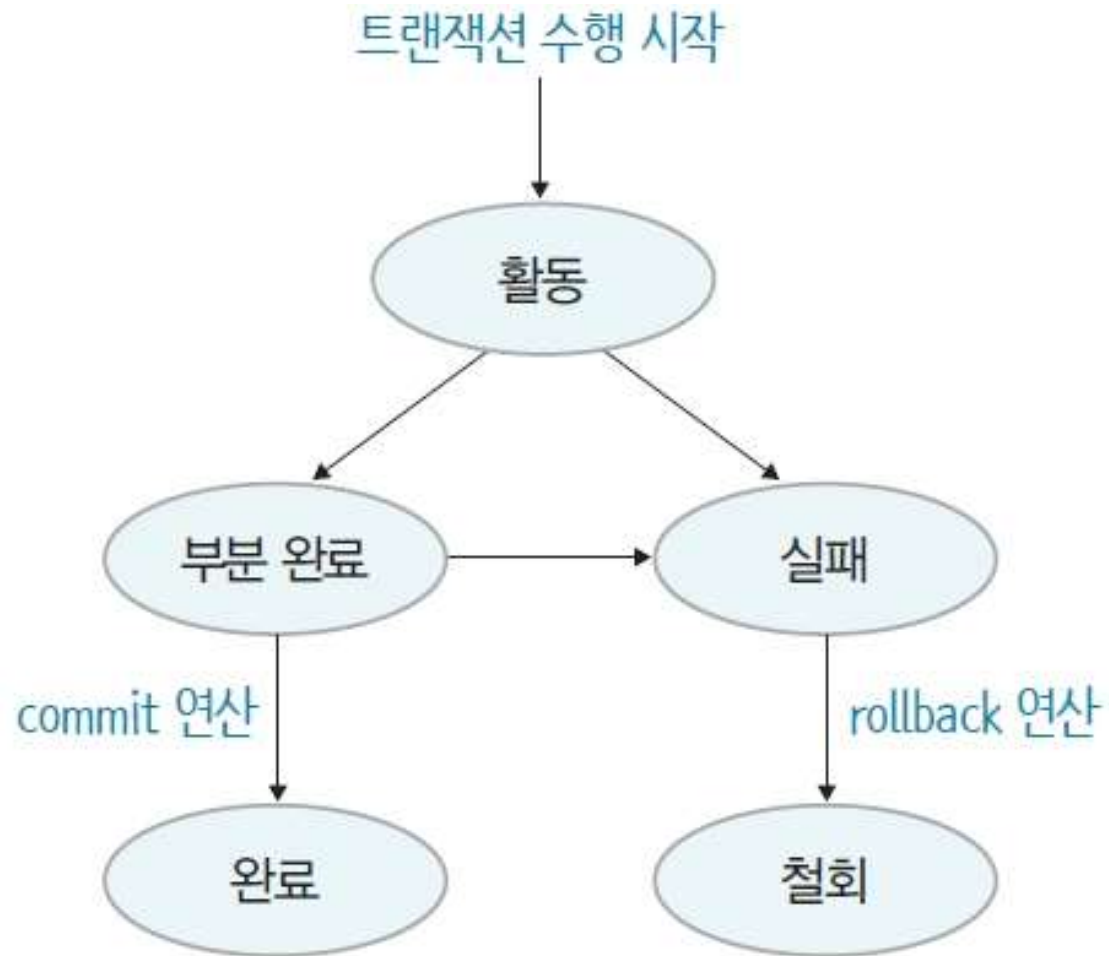 트랜잭션 수행 시작
활동
부분 완료
실패
commit 연산
rollback 연산
완료
철회